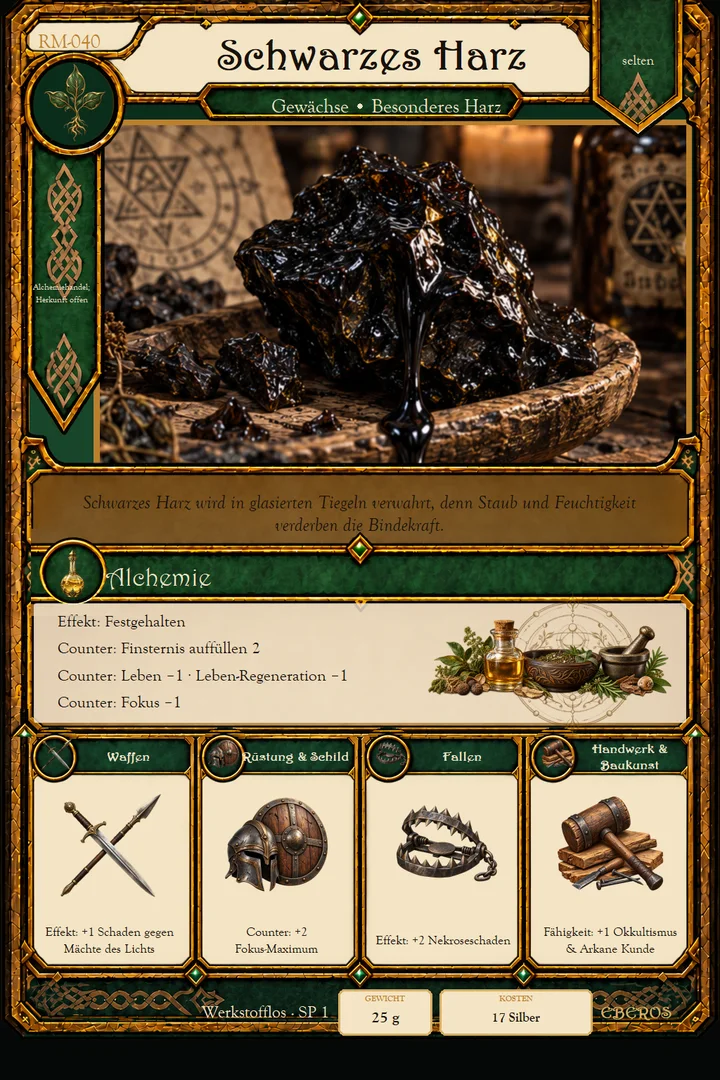 RM-040
Schwarzes Harz
selten
Gewächse • Besonderes Harz
Alchemiehandel;
Herkunft offen
Schwarzes Harz wird in glasierten Tiegeln verwahrt, denn Staub und Feuchtigkeit
verderben die Bindekraft.
Alchemie
Effekt: Festgehalten
Counter: Finsternis auffüllen 2
Counter: Leben −1 · Leben-Regeneration −1
Counter: Fokus −1
Waffen
Rüstung & Schild
Fallen
Handwerk &
Baukunst
Effekt: +1 Schaden gegen
Mächte des Lichts
Counter: +2
Fokus-Maximum
Effekt: +2 Nekroseschaden
Fähigkeit: +1 Okkultismus
& Arkane Kunde
Werkstofflos · SP 1
GEWICHT
25 g
KOSTEN
17 Silber
EBEROS